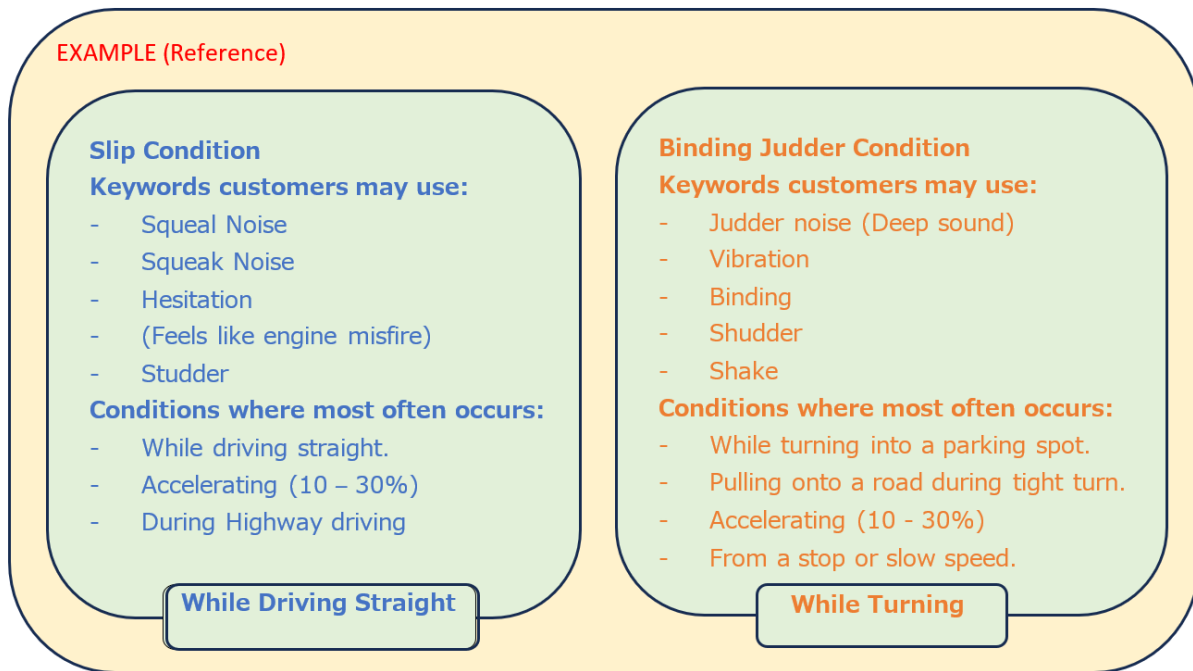 EXAMPLE (Reference)
Slip Condition
Keywords customers may use:
- Squeal Noise
- Squeak Noise
- Hesitation
- (Feels like engine misfire)
- Studder
Conditions where most often occurs:
- While driving straight.
- Accelerating (10 – 30%)
- During Highway driving
While Driving Straight
Binding Judder Condition
Keywords customers may use:
- Judder noise (Deep sound)
- Vibration
- Binding
- Shudder
- Shake
Conditions where most often occurs:
- While turning into a parking spot.
- Pulling onto a road during tight turn.
- Accelerating (10 - 30%)
- From a stop or slow speed.
While Turning